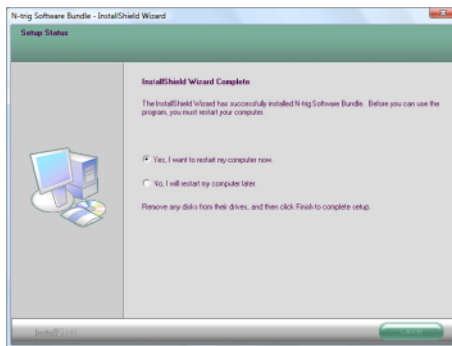 N-trig Software Bundle - InstallShield Wizard
Setup Status
InstallShield Wizard Complete
The InstallShield Wizard has successfully installed N-trig Software Bundle. Before you can use the
program, you must restart your computer.
Yes, I want to restart my computer now.
No, I will restart my computer later.
Remove any disks from their drives, and then click Finish to complete setup.
InstallShield